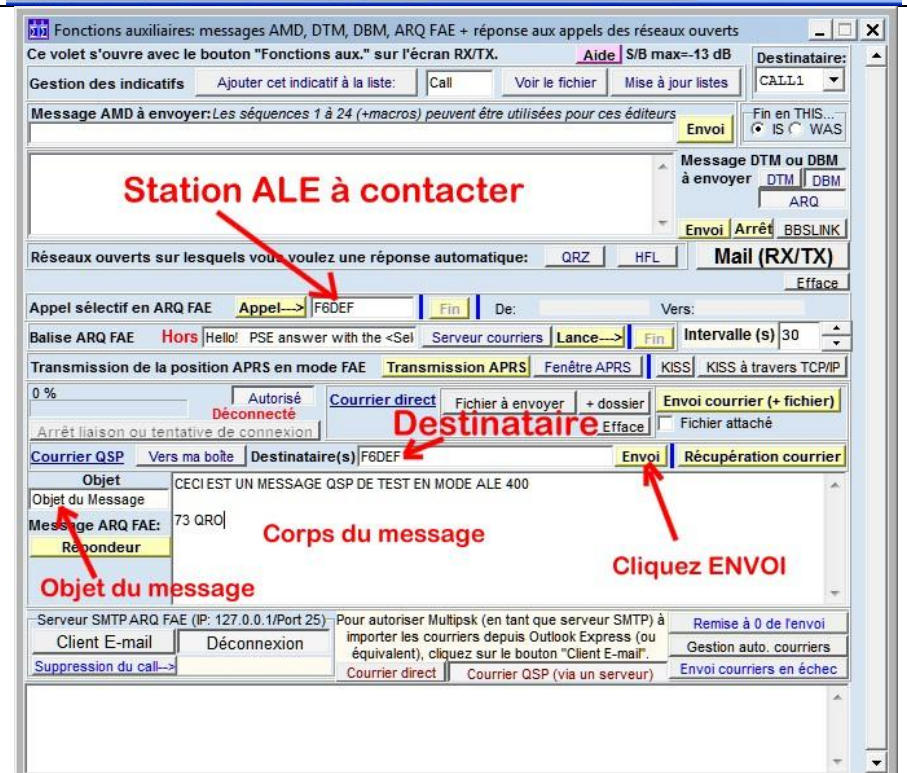 Fonctions auxiliaires: messages AMD, DTM, DBM, ARQ FAE + réponse aux appels des réseaux ouverts
Ce volet s'ouvre avec le bouton "Fonctions aux." sur l'écran RX/TX. Aide S/B max=-13 dB Destinataire:
Gestion des indicatifs Ajouter cet indicatif à la liste: Call Voir le fichier Mise à jour listes CALL1
Message AMD à envoyer: Les séquences 1 à 24 (+macros) peuvent être utilisées pour ces éditeurs Envoi Fin en THIS... IS WAS
Station ALE à contacter
Message DTM ou DBM
à envoyer DTM DBM
ARQ
Envoi Arrêt BBSLINK
Réseaux ouverts sur lesquels vous voulez une réponse automatique: QRZ HFL Mail (RX/TX)
Efface
Appel sélectif en ARQ FAE Appel---> F6DEF Fin De: Vers:
Balise ARQ FAE Hors Hello! PSE answer with the <Sel Serveur courriers Lance---> Fin Intervalle (s) 30
Transmission de la position APRS en mode FAE Transmission APRS Fenêtre APRS KISS KISS à travers TCP/IP
0 % Autorisé Courrier direct Fichier à envoyer + dossier Envoi courrier (+ fichier)
Déconnecté
Arrêt liaison ou tentative de connexion Destinataire Efface Fichier attaché
Courrier QSP Vers ma boîte Destinataire(s) F6DEF Envoi Récupération courrier
Objet CECI EST UN MESSAGE QSP DE TEST EN MODE ALE 400
Objet du Message
Message ARQ FAE: 73 QRO
Corps du message
Répondeur
Cliquez ENVOI
Objet du message
Serveur SMTP ARQ FAE (IP: 127.0.0.1/Port 25) Pour autoriser Multipsk (en tant que serveur SMTP) à Remise à 0 de l'envoi
Client E-mail Déconnexion importer les courriers depuis Outlook Express (ou Gestion auto. courriers
équivalent), cliquez sur le bouton "Client E-mail".
Suppression du call--> Courrier direct Courrier QSP (via un serveur) Envoi courriers en échec